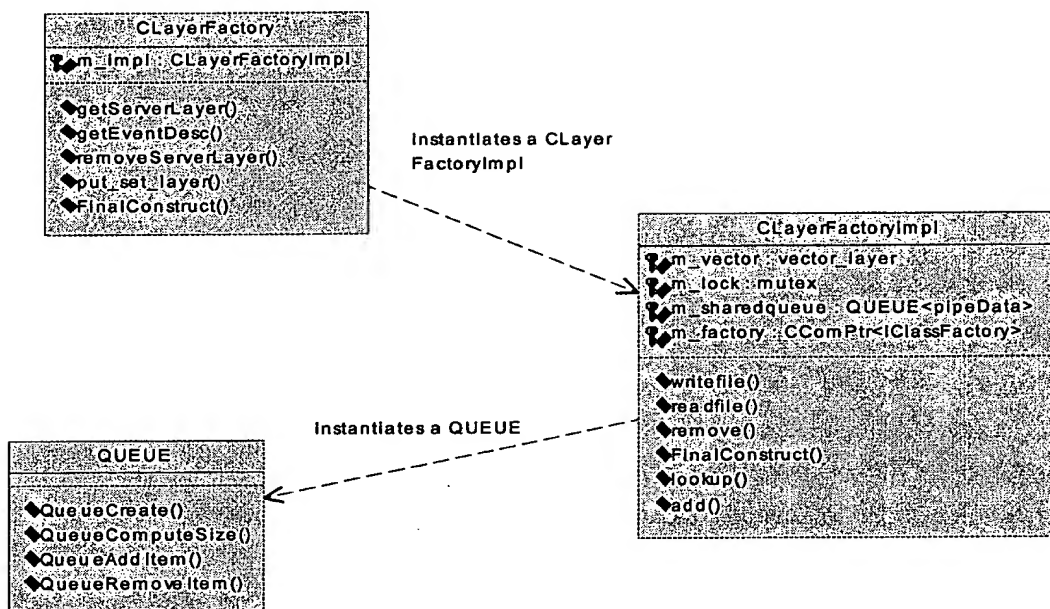 CLayerFactory
m_Impl : CLayerFactoryImpl
getServerLayer()
getEventDesc()
removeServerLayer()
put_set_layer()
FinalConstruct()
Instantiates a CLayer
FactoryImpl
CLayerFactoryImpl
m_vector : vector_layer
m_lock : mutex
m_sharedqueue : QUEUE<pipeData>
m_factory : CComPtr<IClassFactory>
writefile()
readfile()
remove()
FinalConstruct()
lookup()
add()
Instantiates a QUEUE
QUEUE
QueueCreate()
QueueComputeSize()
QueueAddItem()
QueueRemoveItem()